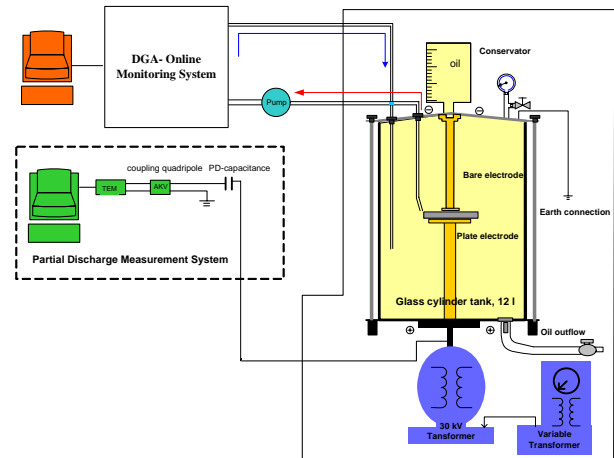 DGA- Online
Monitoring System
Pump
oil
Conservator
coupling quadripole PD-capacitance
TEM
AKV
Partial Discharge Measurement System
Bare electrode
Earth connection
Plate electrode
Glass cylinder tank, 12 l
Oil outflow
30 kV
Tansformer
Variable
Transformer